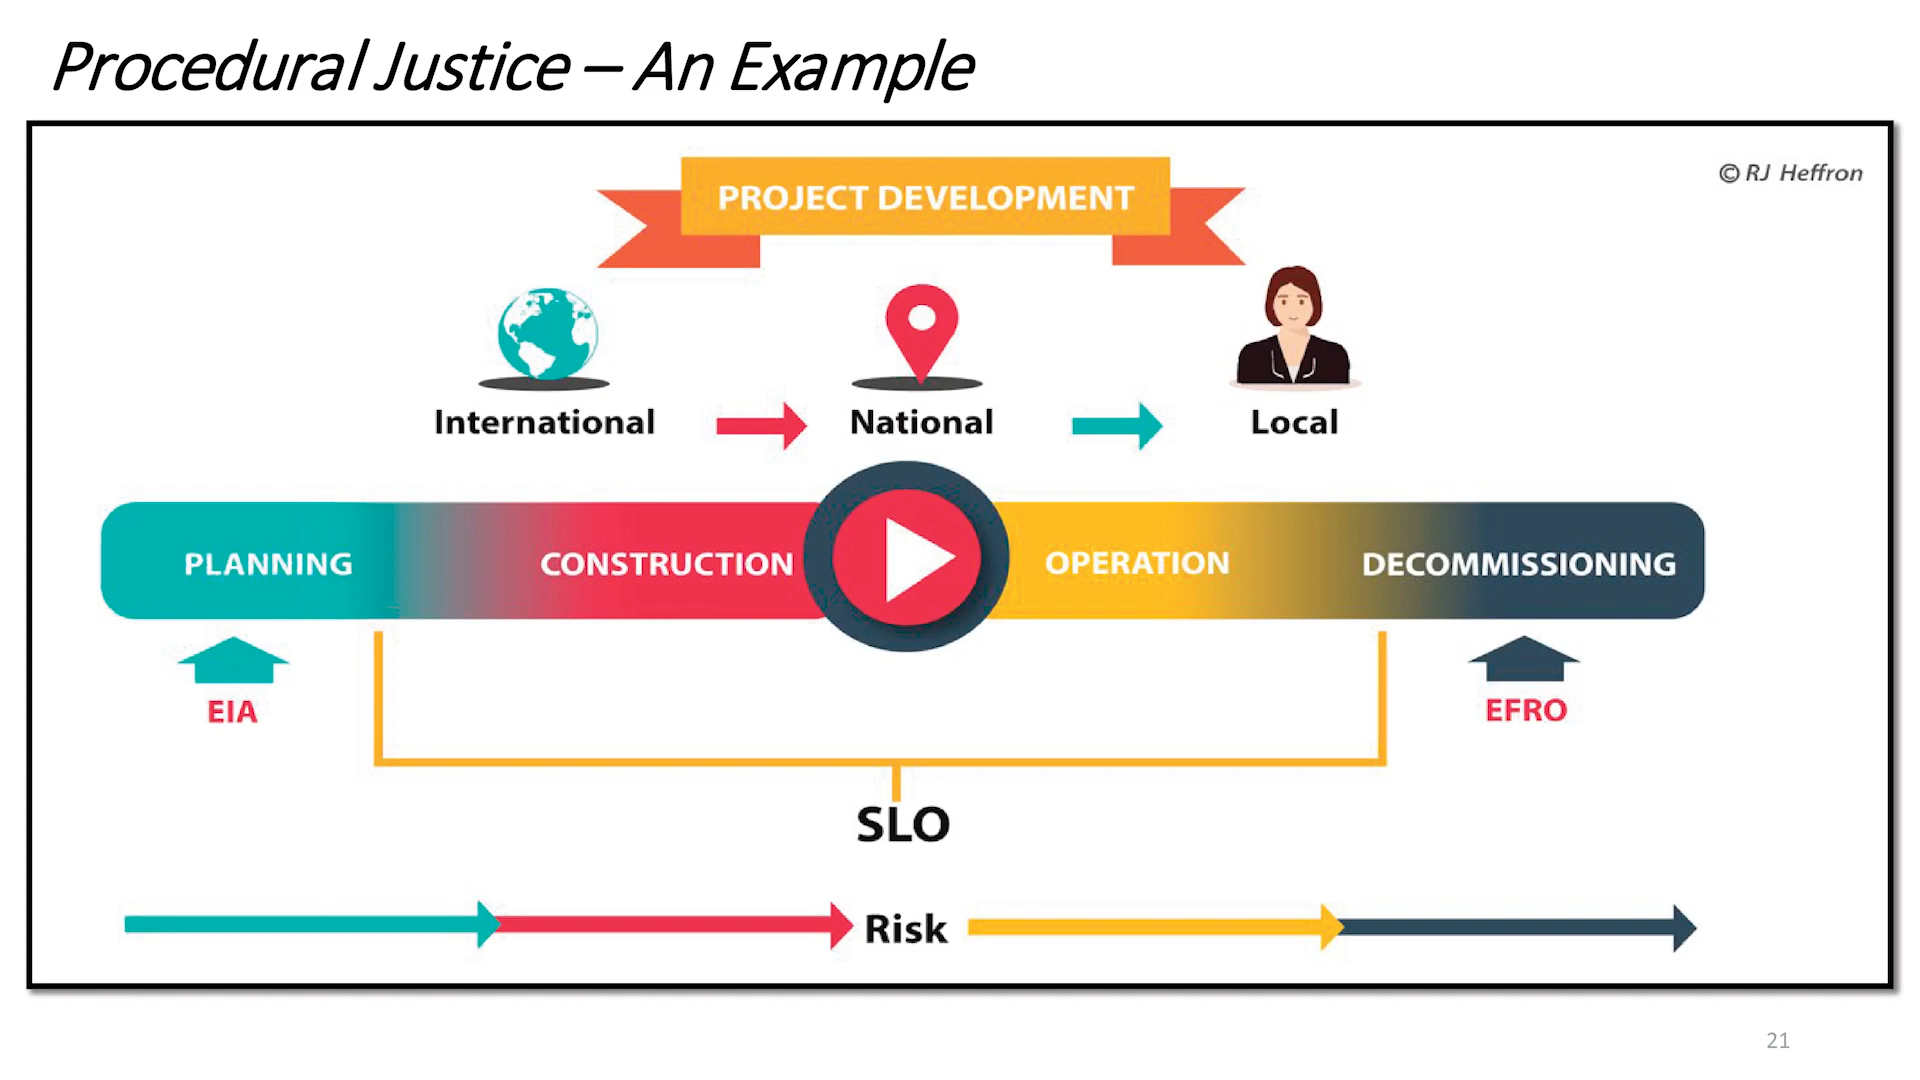 Procedural Justice – An Example
© RJ Heffron
PROJECT DEVELOPMENT
International
National
Local
PLANNING
CONSTRUCTION
OPERATION
DECOMMISSIONING
EIA
EFRO
SLO
Risk
21